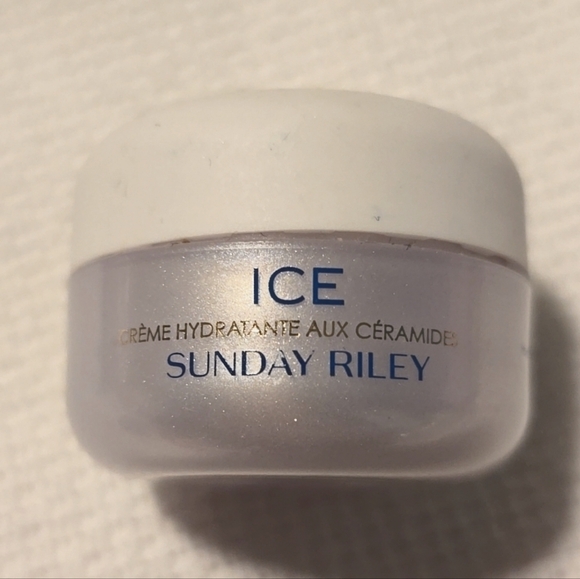 ICE
CRÈME HYDRATANTE AUX CÉRAMIDES
SUNDAY RILEY